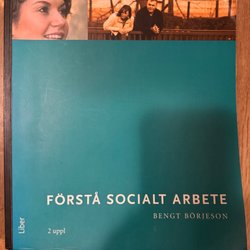 FÖRSTÅ SOCIALT ARBETE
BENGT BÖRJESON
2 uppl
Liber